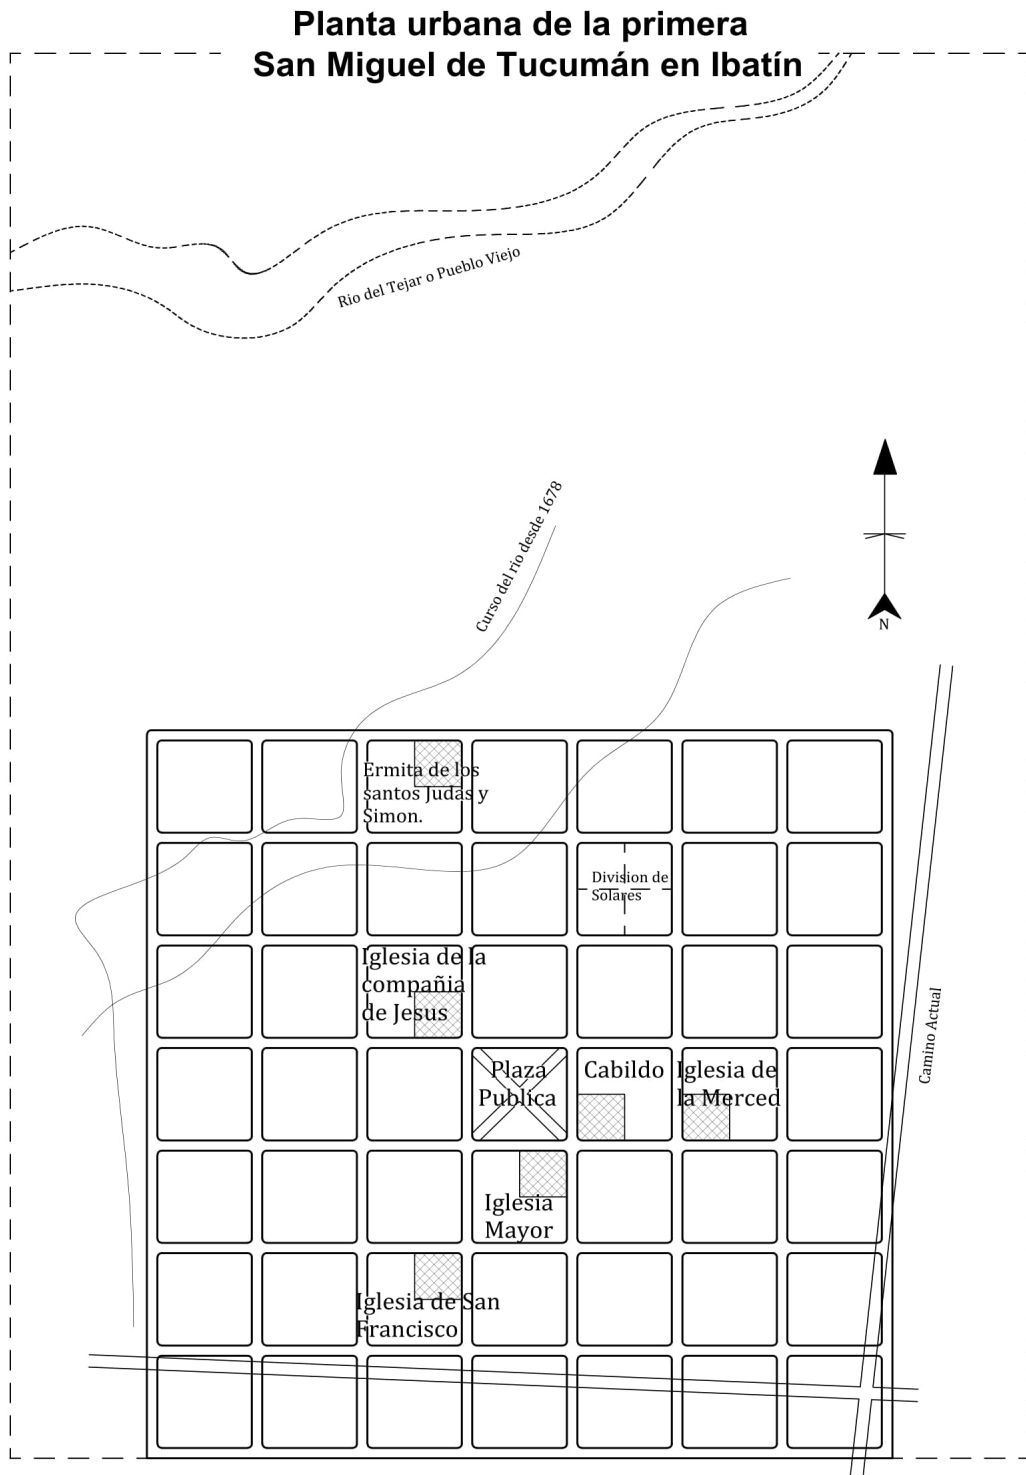 Planta urbana de la primera
San Miguel de Tucumán en Ibatín
Rio del Tejar o Pueblo Viejo
Curso del rio desde 1678
N
Ermita de los
santos Judas y
Simon.
Division de
Solares
Iglesia de la
compañia
de Jesus
Camino Actual
Plaza
Publica
Cabildo
Iglesia de
la Merced
Iglesia
Mayor
Iglesia de San
Francisco